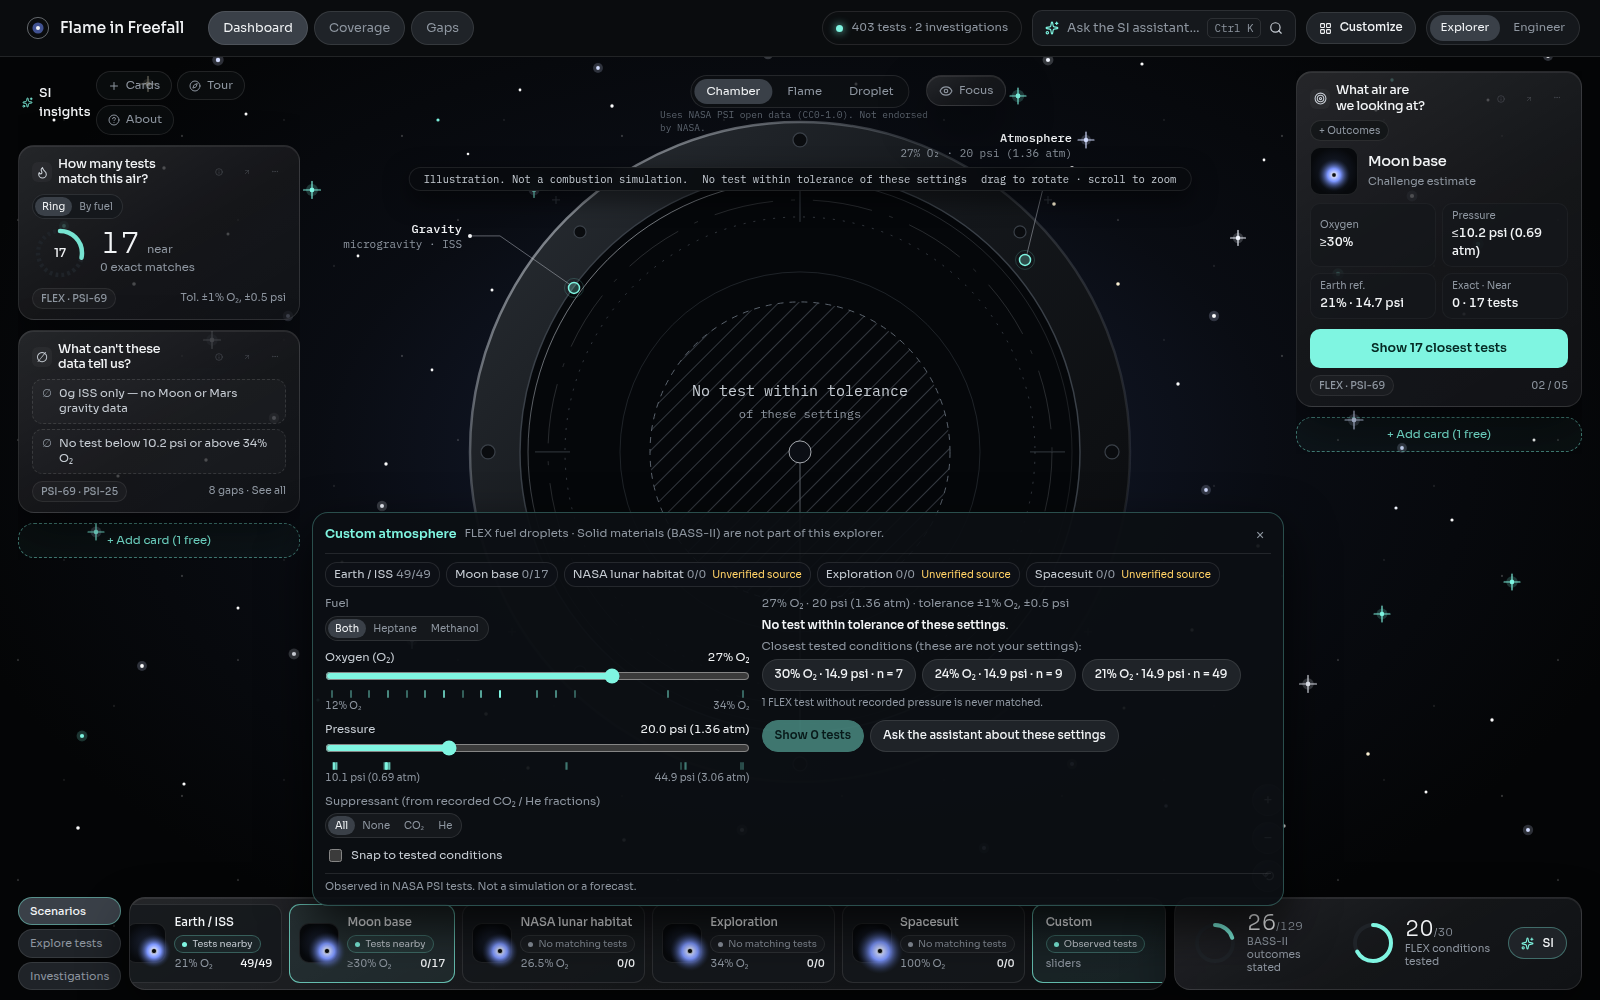 Flame in Freefall
Dashboard
Coverage
Gaps
403 tests · 2 investigations
Ask the SI assistant...
Ctrl K
Customize
Explorer
Engineer
SI
insights
+ Cards
Tour
About
Chamber
Flame
Droplet
Focus
Uses NASA PSI open data (CC0-1.0). Not endorsed
by NASA.
Atmosphere
27% O₂ · 20 psi (1.36 atm)
Illustration. Not a combustion simulation. No test within tolerance of these settings drag to rotate · scroll to zoom
Gravity
microgravity · ISS
No test within tolerance
of these settings
How many tests
match this air?
Ring
By fuel
17
17 near
0 exact matches
FLEX · PSI-69
Tol. ±1% O₂, ±0.5 psi
What can't these
data tell us?
∅ 0g ISS only — no Moon or Mars
gravity data
∅ No test below 10.2 psi or above 34%
O₂
PSI-69 · PSI-25
8 gaps · See all
+ Add card (1 free)
What air are
we looking at?
+ Outcomes
Moon base
Challenge estimate
Oxygen
≥30%
Pressure
≤10.2 psi (0.69
atm)
Earth ref.
21% · 14.7 psi
Exact · Near
0 · 17 tests
Show 17 closest tests
FLEX · PSI-69
02 / 05
+ Add card (1 free)
Custom atmosphere FLEX fuel droplets · Solid materials (BASS-II) are not part of this explorer.
×
Earth / ISS 49/49
Moon base 0/17
NASA lunar habitat 0/0 Unverified source
Exploration 0/0 Unverified source
Spacesuit 0/0 Unverified source
Fuel
Both
Heptane
Methanol
Oxygen (O₂)
27% O₂
12% O₂
34% O₂
Pressure
20.0 psi (1.36 atm)
10.1 psi (0.69 atm)
44.9 psi (3.06 atm)
Suppressant (from recorded CO₂ / He fractions)
All
None
CO₂
He
Snap to tested conditions
27% O₂ · 20 psi (1.36 atm) · tolerance ±1% O₂, ±0.5 psi
No test within tolerance of these settings.
Closest tested conditions (these are not your settings):
30% O₂ · 14.9 psi · n = 7
24% O₂ · 14.9 psi · n = 9
21% O₂ · 14.9 psi · n = 49
1 FLEX test without recorded pressure is never matched.
Show 0 tests
Ask the assistant about these settings
Observed in NASA PSI tests. Not a simulation or a forecast.
Scenarios
Explore tests
Investigations
Earth / ISS
Tests nearby
21% O₂
49/49
Moon base
Tests nearby
≥30% O₂
0/17
NASA lunar habitat
No matching tests
26.5% O₂
0/0
Exploration
No matching tests
34% O₂
0/0
Spacesuit
No matching tests
100% O₂
0/0
Custom
Observed tests
sliders
26/129
BASS-II
outcomes
stated
20/30
FLEX conditions
tested
SI